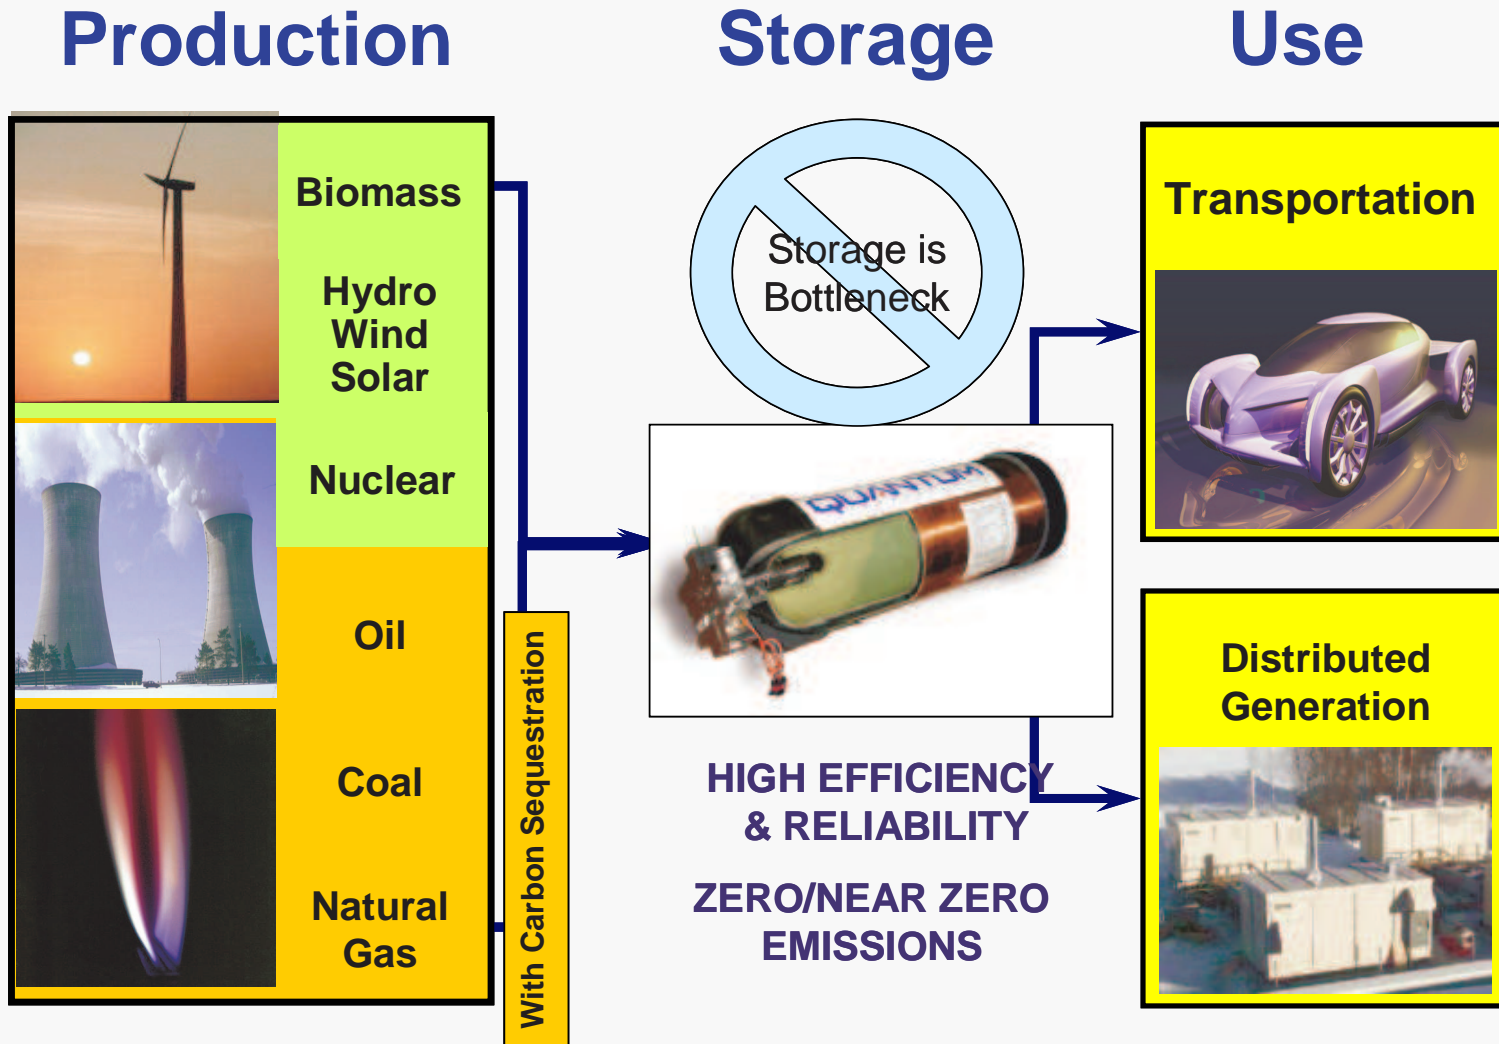 Production
Storage
Use
Biomass
Hydro
Wind
Solar
Nuclear
Oil
Coal
Natural
Gas
With Carbon Sequestration
Storage is
Bottleneck
QUANTUM
HIGH EFFICIENCY
& RELIABILITY
ZERO/NEAR ZERO
EMISSIONS
Transportation
Distributed
Generation